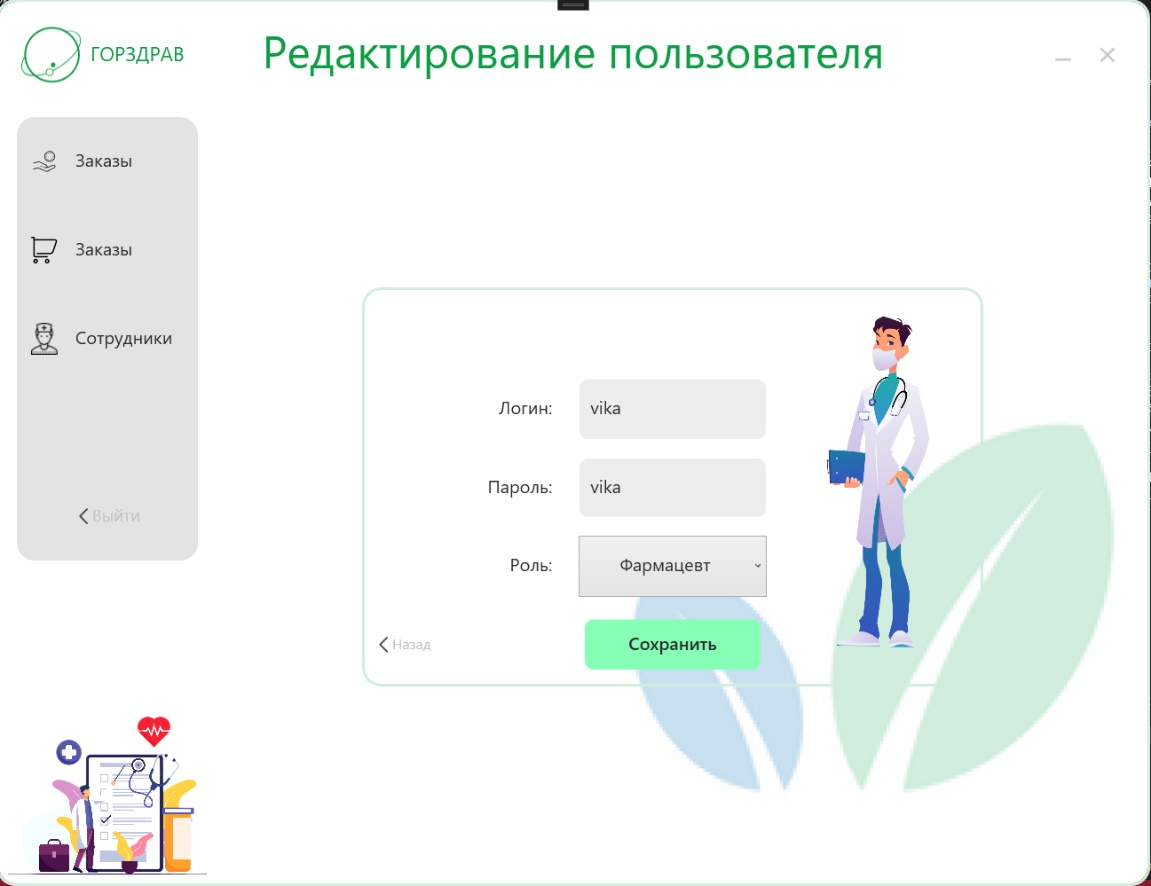 ГОРЗДРАВ
Редактирование пользователя
Заказы
Заказы
Сотрудники
Выйти
Логин: vika
Пароль: vika
Роль: Фармацевт
Назад
Сохранить